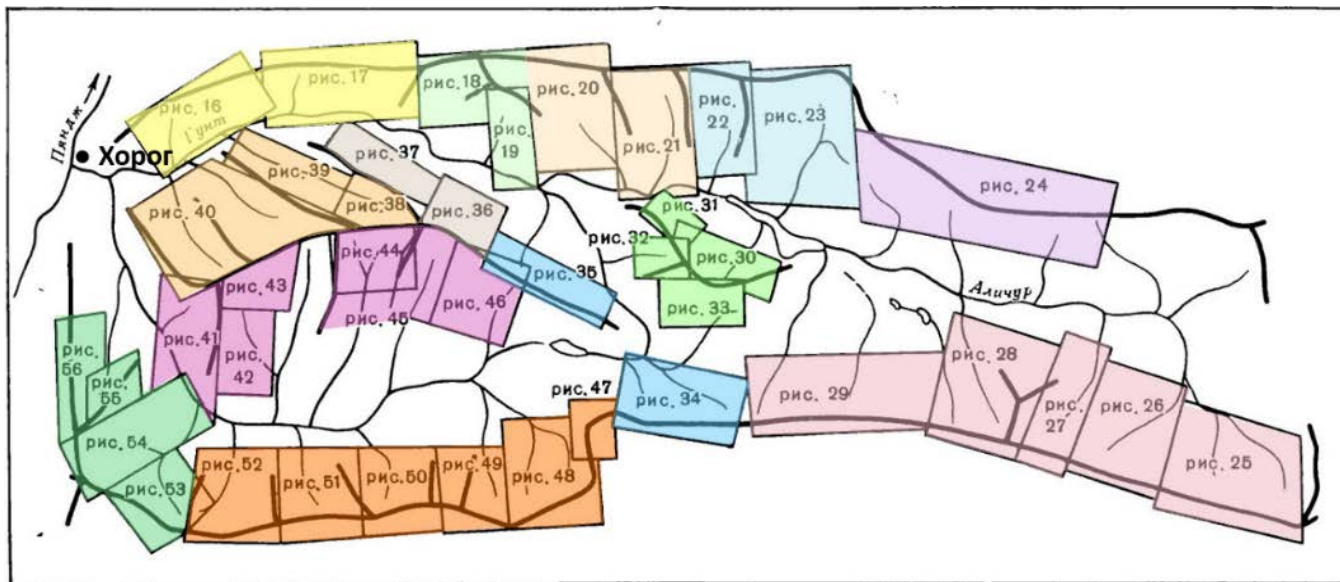 рис. 16
рис. 17
рис. 18
рис. 19
рис. 20
рис. 21
рис. 22
рис. 23
рис. 24
Пяндж
Гунт
Хорог
рис. 37
рис. 39
рис. 38
рис. 36
рис. 40
рис. 31
рис. 32
рис. 30
рис. 33
рис. 44
рис. 35
рис. 43
рис. 46
рис. 45
Аличур
рис. 41
рис. 42
рис. 56
рис. 55
рис. 47
рис. 34
рис. 29
рис. 28
рис. 27
рис. 26
рис. 25
рис. 54
рис. 53
рис. 52
рис. 51
рис. 50
рис. 49
рис. 48